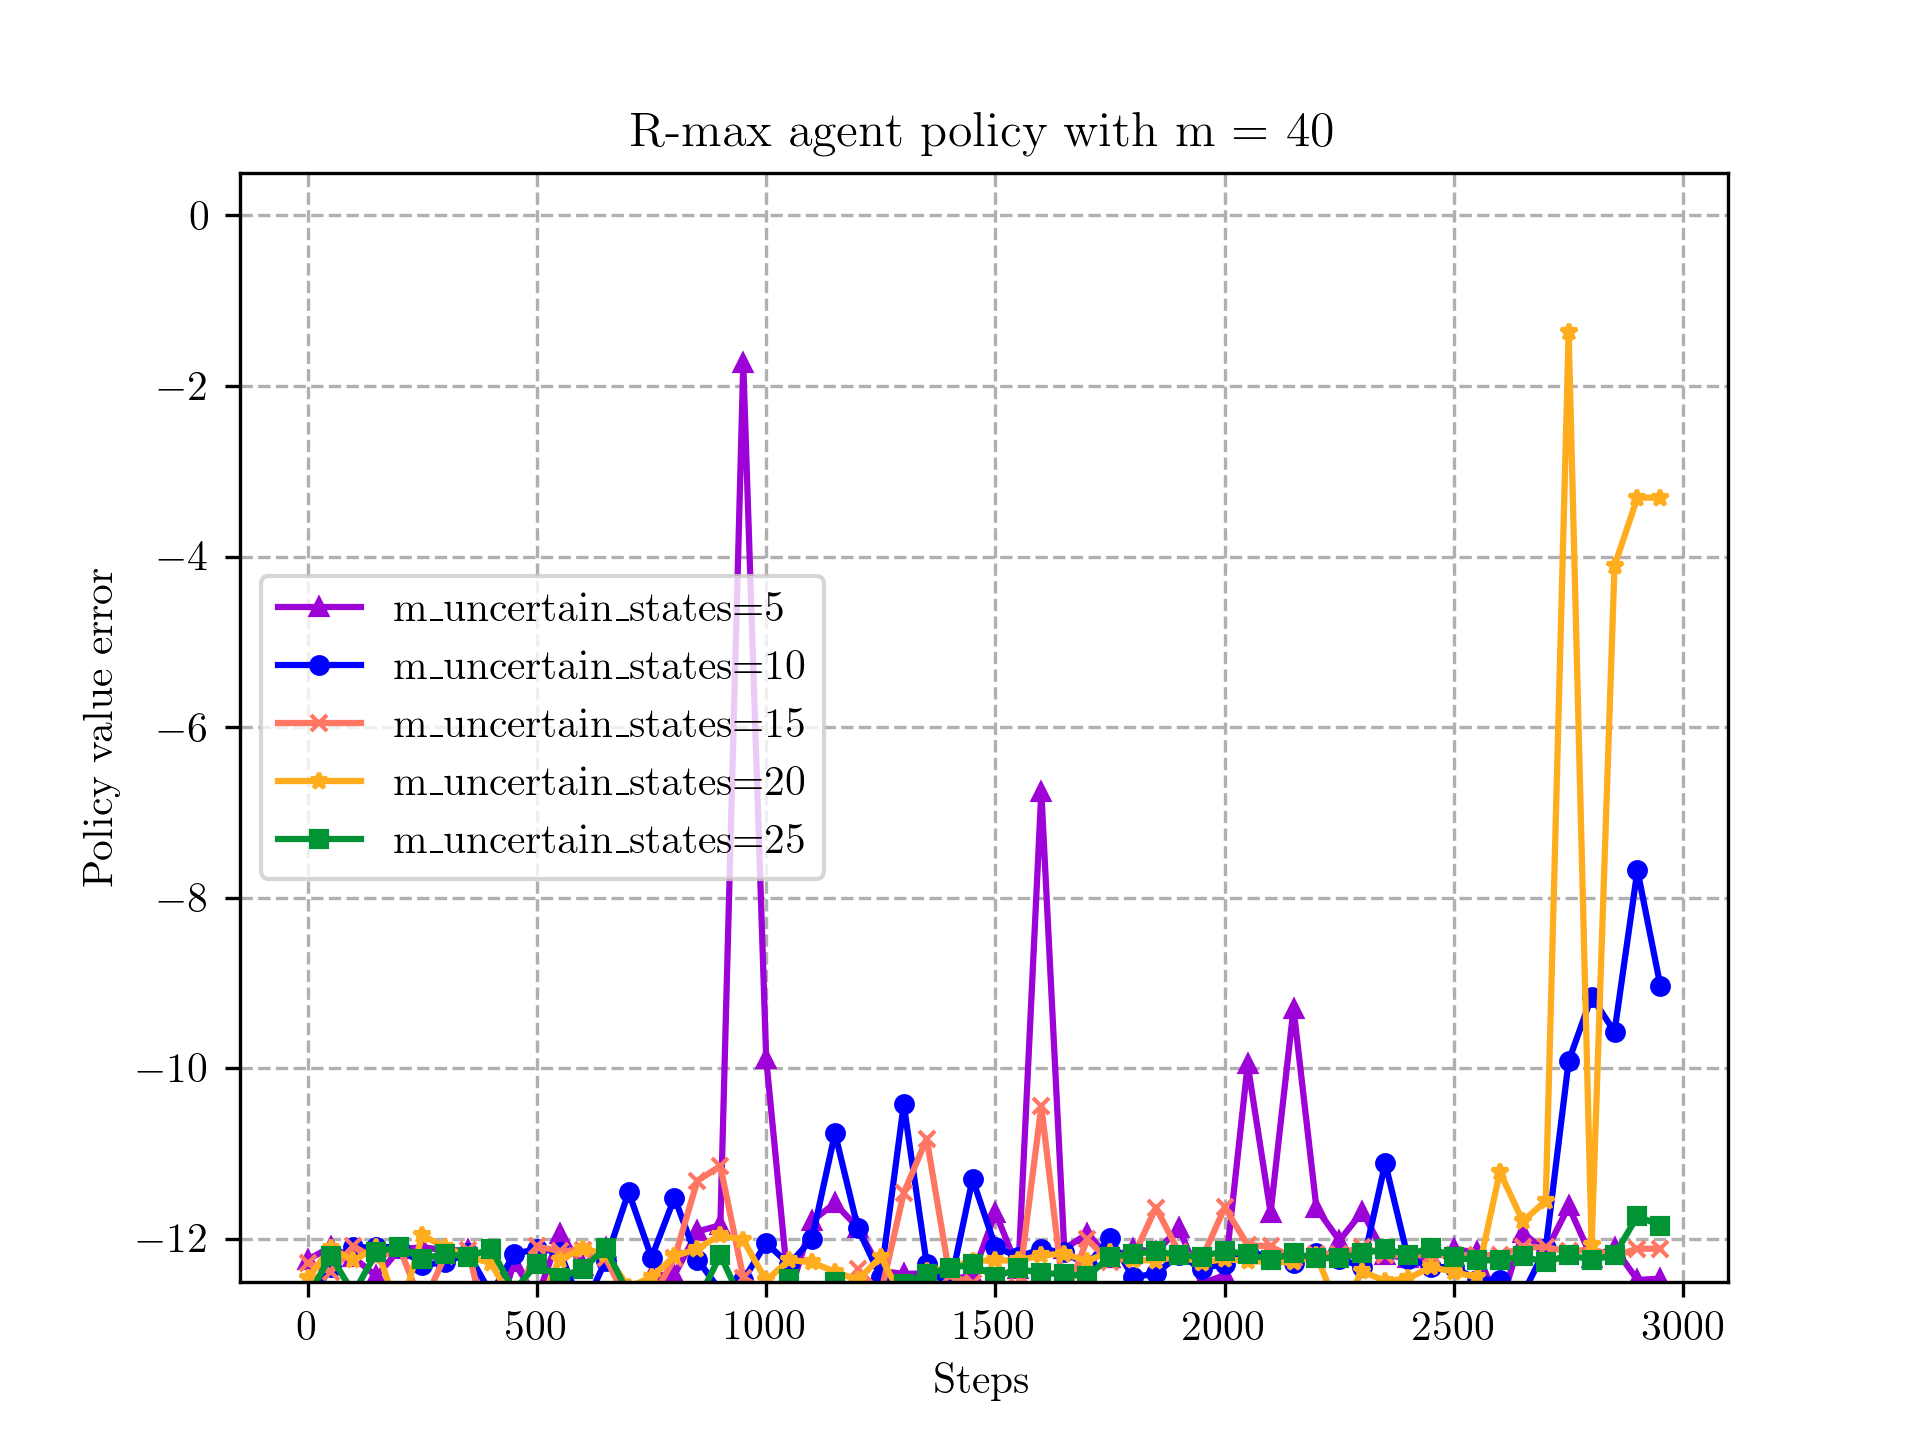 R-max agent policy with m = 40
Policy value error
0
−2
−4
−6
−8
−10
−12
m_uncertain_states=5
m_uncertain_states=10
m_uncertain_states=15
m_uncertain_states=20
m_uncertain_states=25
0 500 1000 1500 2000 2500 3000
Steps